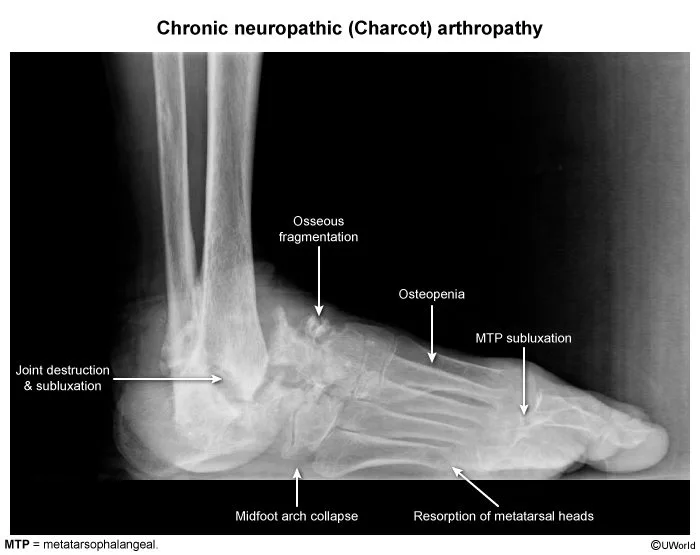 Chronic neuropathic (Charcot) arthropathy
Osseous
fragmentation
Osteopenia
MTP subluxation
Joint destruction
& subluxation
Midfoot arch collapse
Resorption of metatarsal heads
MTP = metatarsophalangeal.
©UWorld